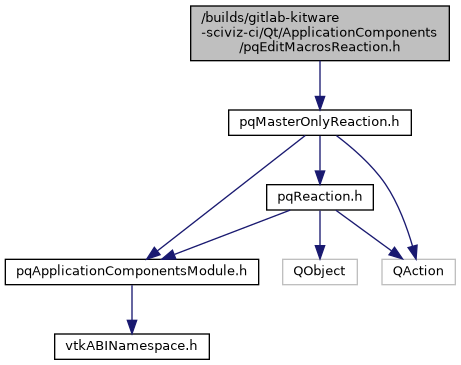 /builds/gitlab-kitware
-sciviz-ci/Qt/ApplicationComponents
/pqEditMacrosReaction.h
pqMasterOnlyReaction.h
pqReaction.h
pqApplicationComponentsModule.h
QObject
QAction
vtkABINamespace.h